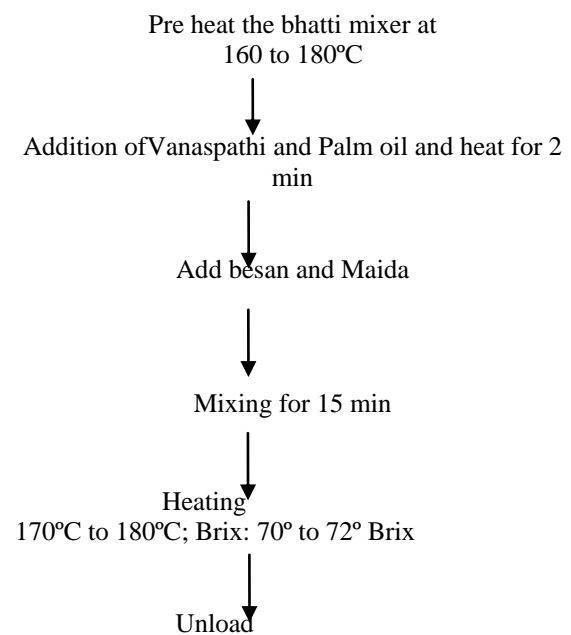 Pre heat the bhatti mixer at
160 to 180ºC
Addition ofVanaspathi and Palm oil and heat for 2
min
Add besan and Maida
Mixing for 15 min
Heating
170ºC to 180ºC; Brix: 70º to 72º Brix
Unload